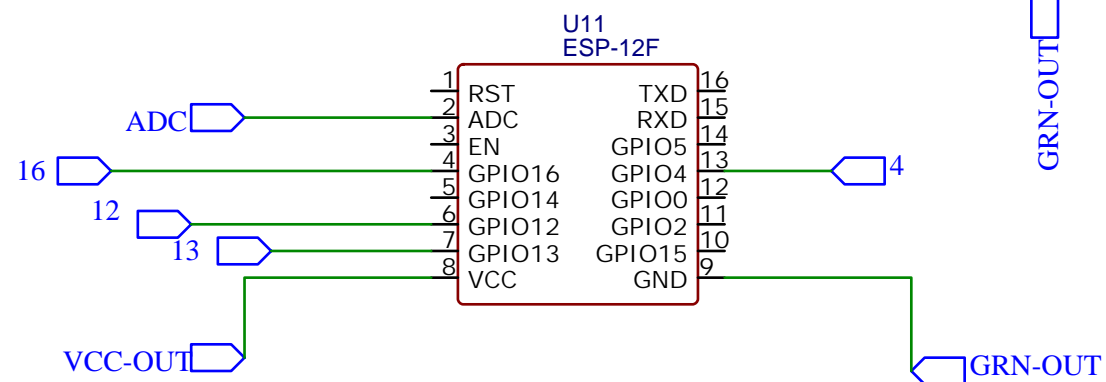 U11
ESP-12F
GRN-OUT
1 RST TXD 16
ADC 2 ADC RXD 15
3 EN GPIO5 14
16 4 GPIO16 GPIO4 13 4
5 GPIO14 GPIO0 12
12 6 GPIO12 GPIO2 11
13 7 GPIO13 GPIO15 10
8 VCC GND 9
VCC-OUT GRN-OUT